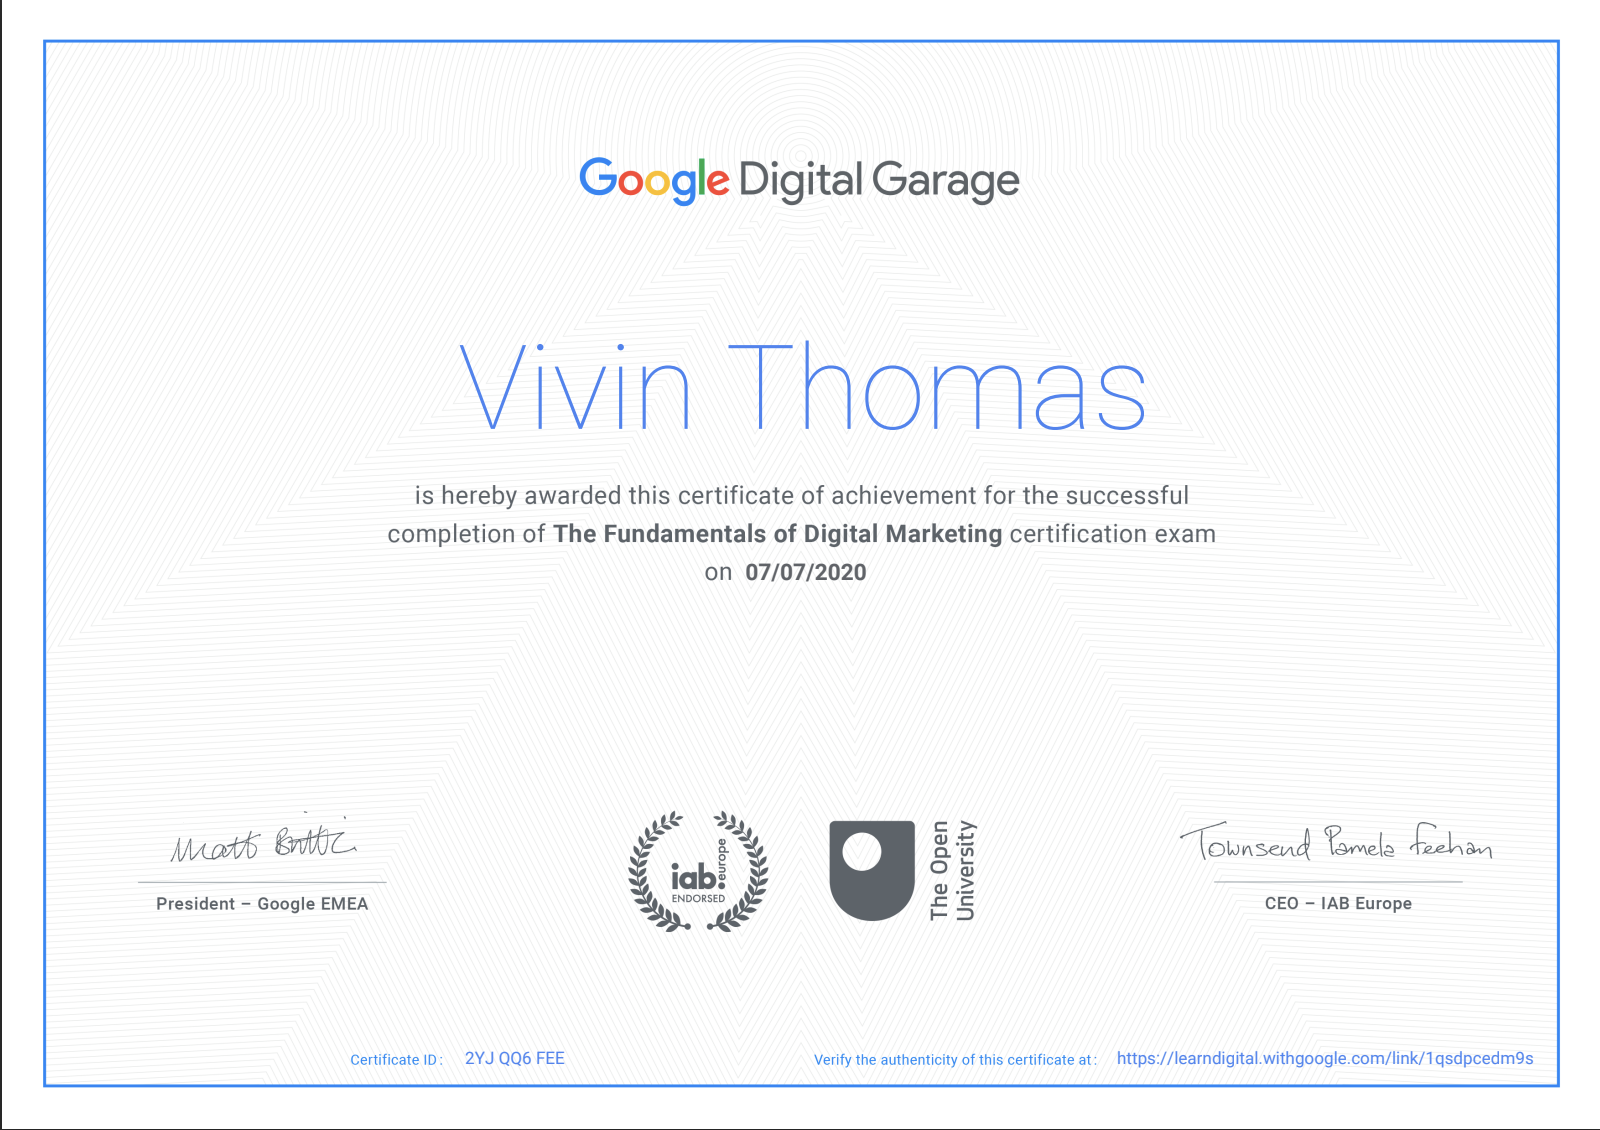 Google Digital Garage
Vivin Thomas
is hereby awarded this certificate of achievement for the successful
completion of The Fundamentals of Digital Marketing certification exam
on 07/07/2020
Matt Brittin
President – Google EMEA
iab.europe
ENDORSED
The Open
University
Townsend Pamela Feehan
CEO – IAB Europe
Certificate ID: 2YJ QQ6 FEE
Verify the authenticity of this certificate at: https://learndigital.withgoogle.com/link/1qsdpcedm9s